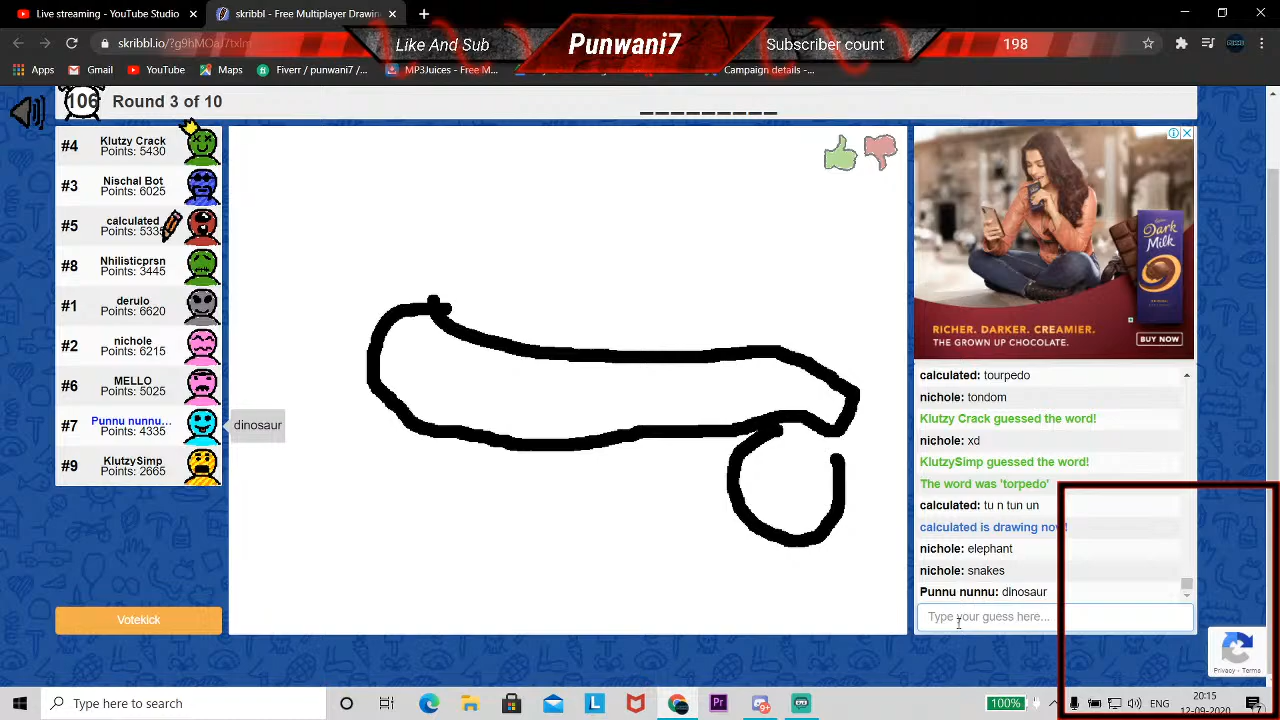 Live streaming - YouTube Studio
skribbl - Free Multiplayer Drawin
skribbl.io/?g9hMOaJ7txlm
Like And Sub
Punwani7
Subscriber count
198
Apps
Gmail
YouTube
Maps
Fiverr / punwani7 /...
MP3Juices - Free M...
Campaign details -...
106
Round 3 of 10
#4
Klutzy Crack
Points: 5430
#3
Nischal Bot
Points: 6025
#5
calculated
Points: 5335
#8
Nhilisticprsn
Points: 3445
#1
derulo
Points: 6620
#2
nichole
Points: 6215
#6
MELLO
Points: 5025
#7
Punnu nunnu...
Points: 4335
dinosaur
#9
KlutzySimp
Points: 2665
Votekick
Cadbury
Dark
Milk
RICHER. DARKER. CREAMIER.
THE GROWN UP CHOCOLATE.
BUY NOW
calculated: tourpedo
nichole: tondom
Klutzy Crack guessed the word!
nichole: xd
KlutzySimp guessed the word!
The word was 'torpedo'
calculated: tu n tun un
calculated is drawing now!
nichole: elephant
nichole: snakes
Punnu nunnu: dinosaur
Type your guess here...
Privacy - Terms
Type here to search
100%
ENG
20:15
12-09-2020